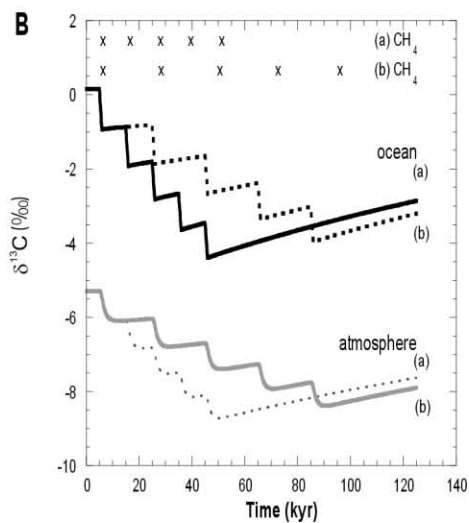 B
2
x x x x x (a) CH4
x x x x x (b) CH4
0
ocean
(a)
-2
(b)
-4
δ13C (‰)
-6
atmosphere
(a)
-8
(b)
-10
0 20 40 60 80 100 120 140
Time (kyr)